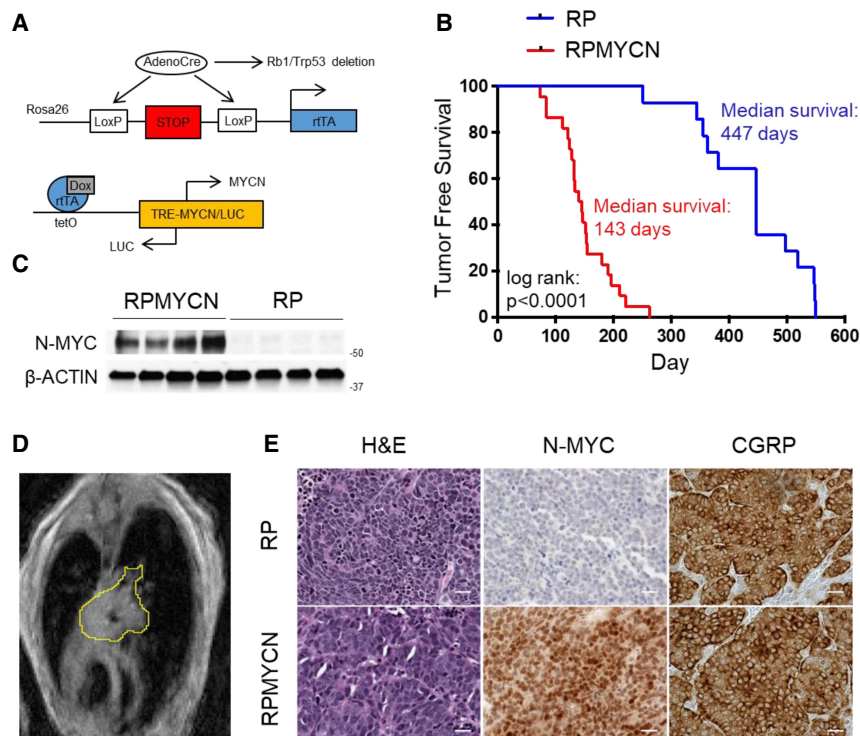 A
AdenoCre
Rb1/Trp53 deletion
Rosa26
LoxP
STOP
LoxP
rtTA
Dox
rtTA
tetO
MYCN
TRE-MYCN/LUC
LUC
B
RP
RPMYCN
Tumor Free Survival
100
80
60
40
20
0
Median survival:
447 days
Median survival:
143 days
log rank:
p<0.0001
0 100 200 300 400 500 600
Day
C
RPMYCN RP
N-MYC
-50
β-ACTIN
-37
D
E
H&E N-MYC CGRP
RP
RPMYCN